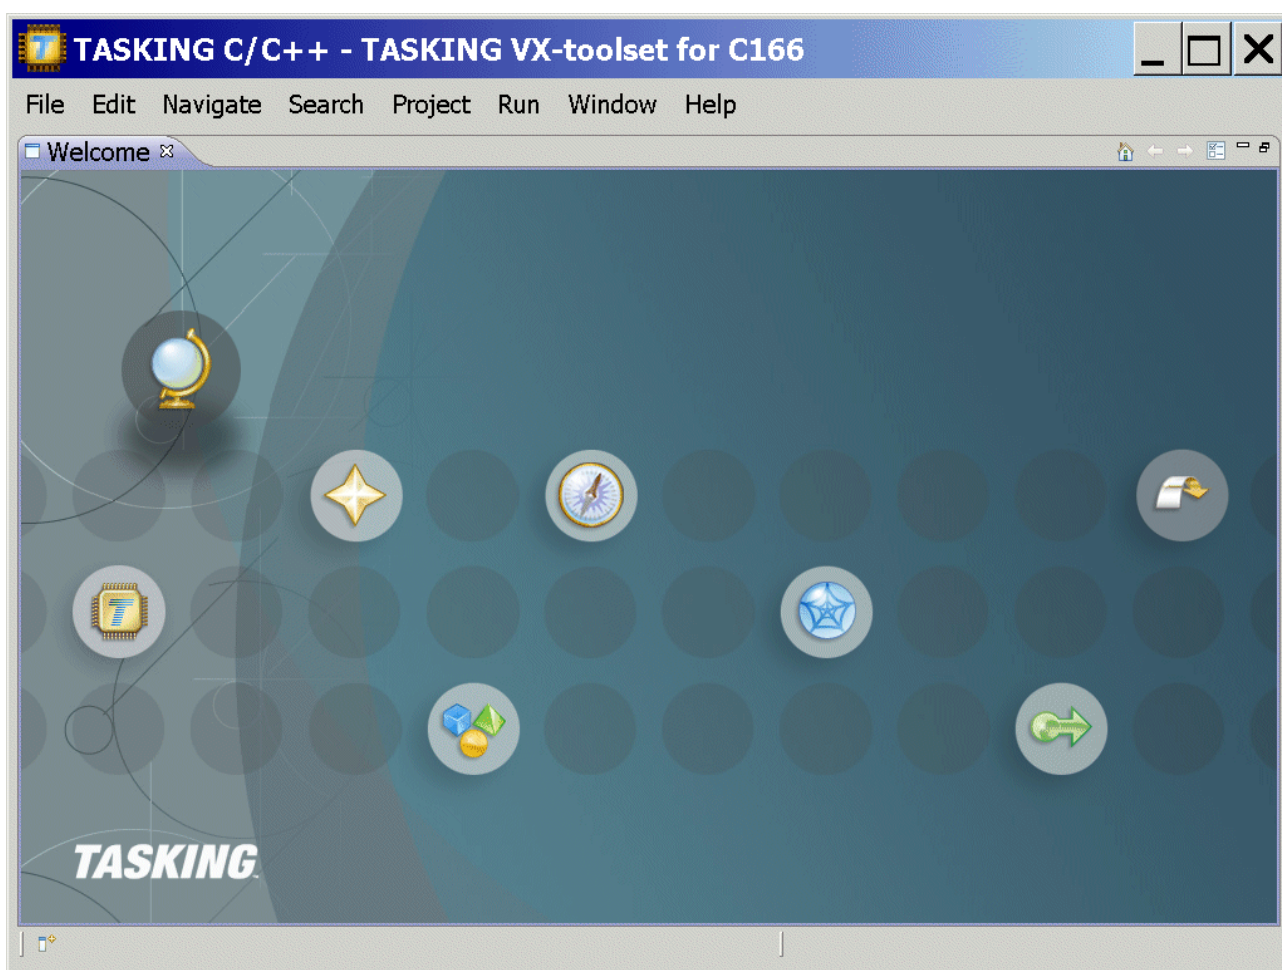 TASKING C/C++ - TASKING VX-toolset for C166
File Edit Navigate Search Project Run Window Help
Welcome
T
TASKING